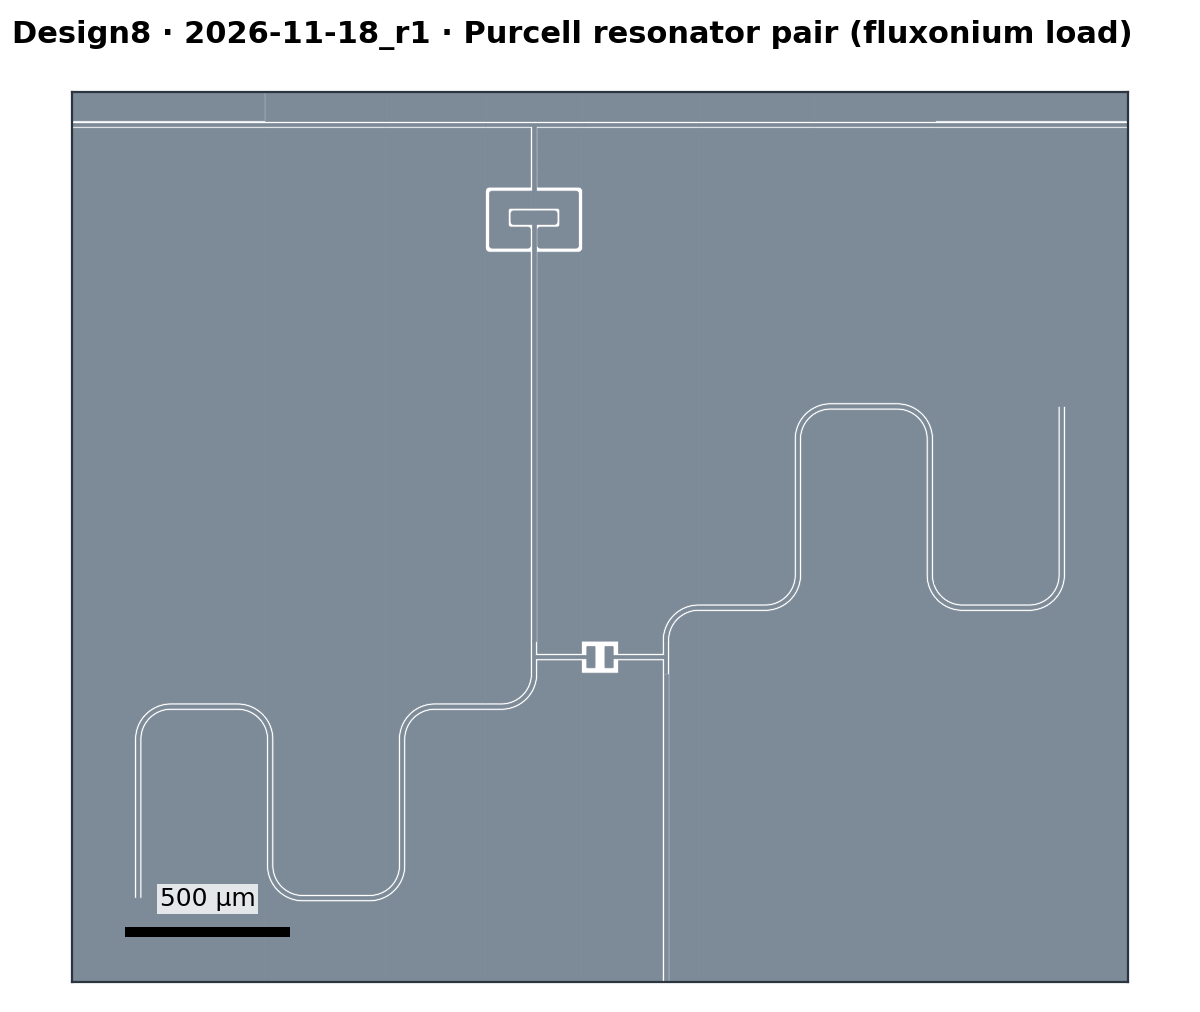 Design8 · 2026-11-18_r1 · Purcell resonator pair (fluxonium load)
500 µm